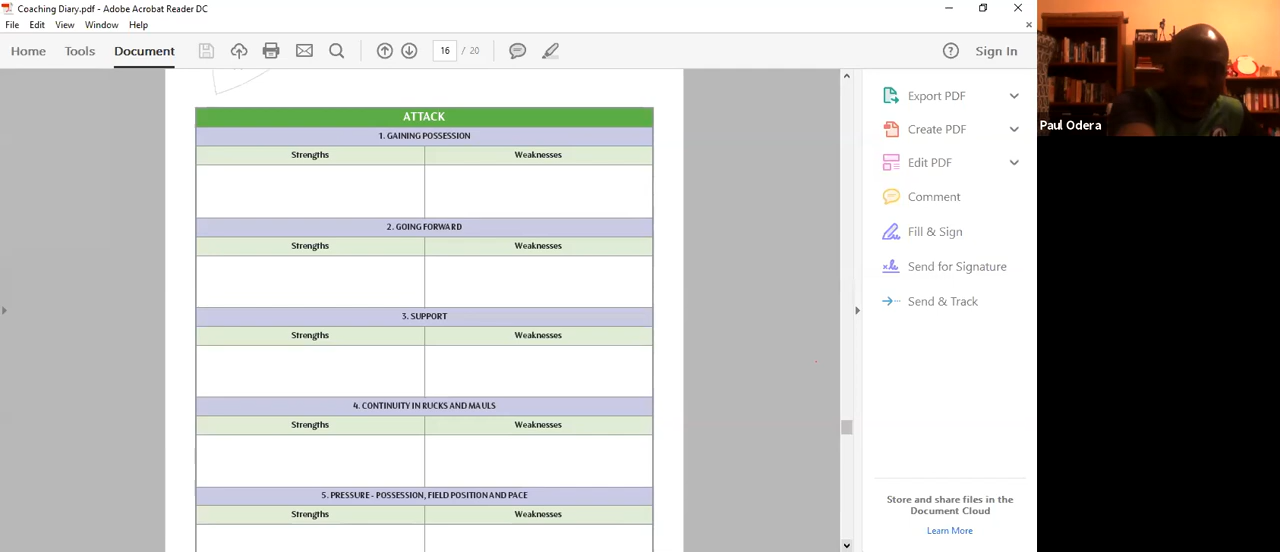 Coaching Diary.pdf - Adobe Acrobat Reader DC
File Edit View Window Help
Home Tools Document 16 / 20 Sign In
ATTACK
1. GAINING POSSESSION
Strengths Weaknesses
2. GOING FORWARD
Strengths Weaknesses
3. SUPPORT
Strengths Weaknesses
4. CONTINUITY IN RUCKS AND MAULS
Strengths Weaknesses
5. PRESSURE - POSSESSION, FIELD POSITION AND PACE
Strengths Weaknesses
Export PDF
Create PDF
Edit PDF
Comment
Fill & Sign
Send for Signature
Send & Track
Store and share files in the
Document Cloud
Learn More
Paul Odera